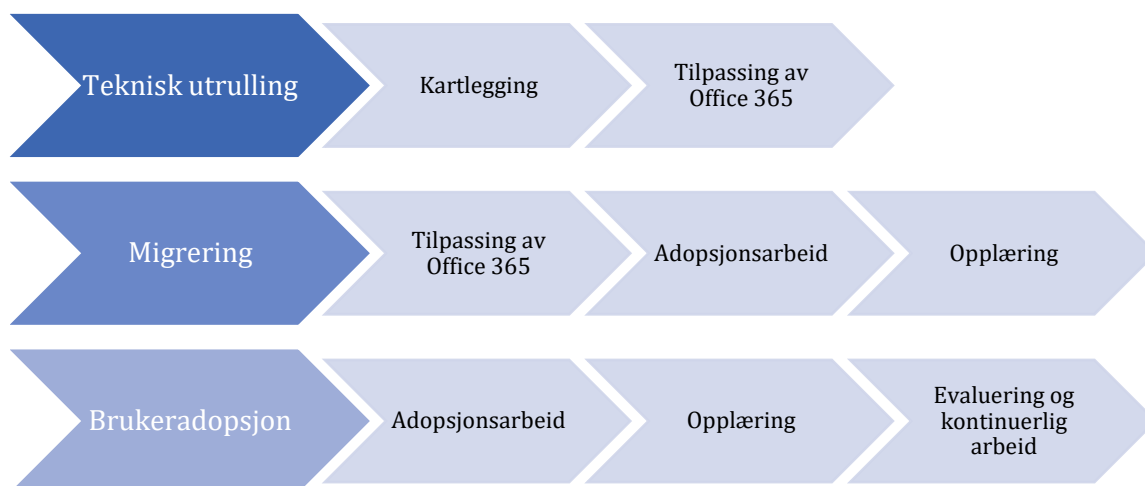 Teknisk utrulling
Kartlegging
Tilpassing av
Office 365
Migrering
Tilpassing av
Office 365
Adopsjonsarbeid
Opplæring
Brukeradopsjon
Adopsjonsarbeid
Opplæring
Evaluering og
kontinuerlig
arbeid